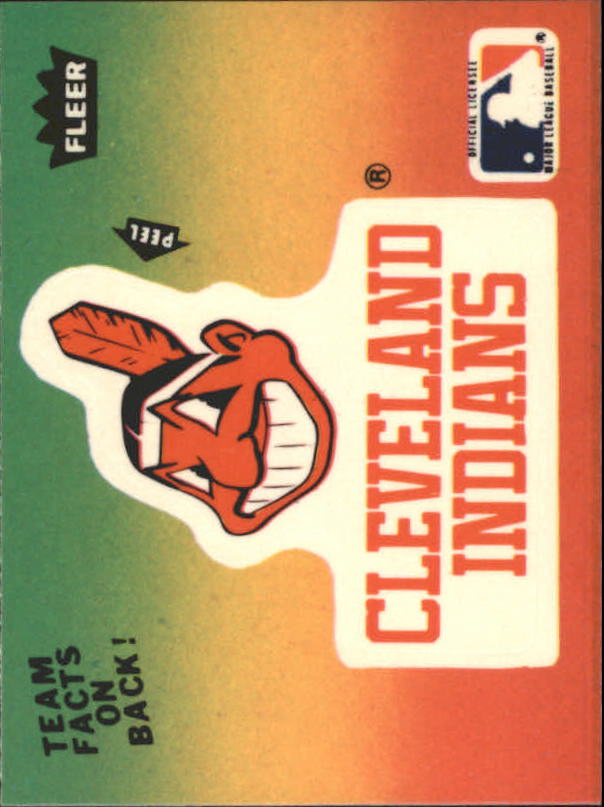 TEAM
FACTS
ON
BACK!
PEEL
FLEER
®
CLEVELAND
INDIANS
OFFICIAL LICENSEE
MAJOR LEAGUE BASEBALL
®